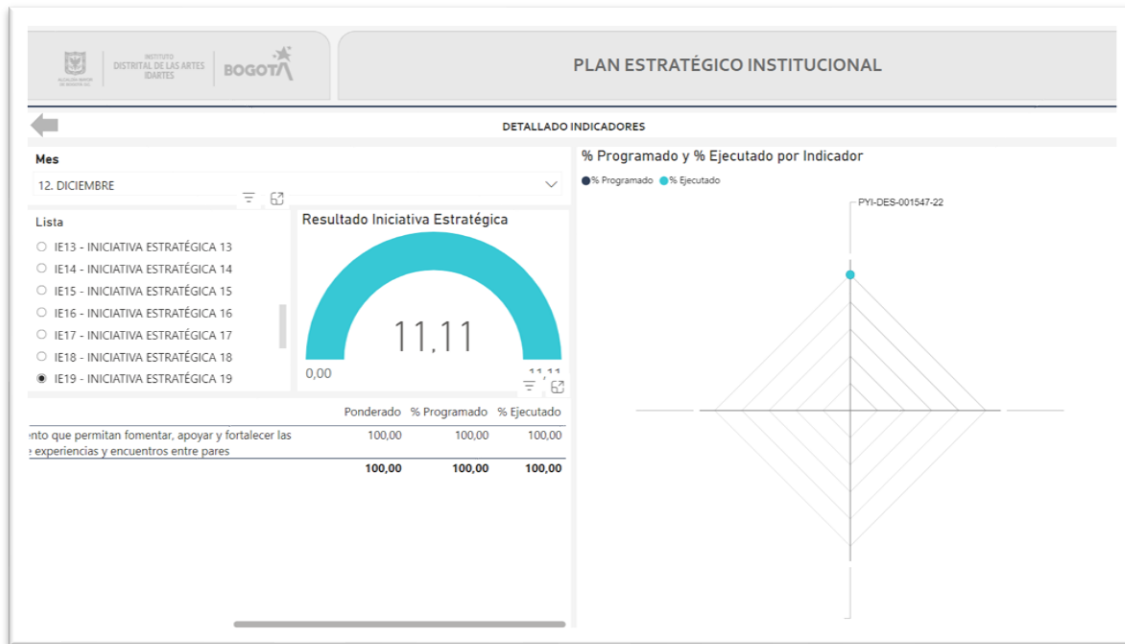 INSTITUTO
DISTRITAL DE LAS ARTES
IDARTES
BOGOTÁ
PLAN ESTRATÉGICO INSTITUCIONAL
DETALLADO INDICADORES
Mes
12. DICIEMBRE
Lista
IE13 - INICIATIVA ESTRATÉGICA 13
IE14 - INICIATIVA ESTRATÉGICA 14
IE15 - INICIATIVA ESTRATÉGICA 15
IE16 - INICIATIVA ESTRATÉGICA 16
IE17 - INICIATIVA ESTRATÉGICA 17
IE18 - INICIATIVA ESTRATÉGICA 18
IE19 - INICIATIVA ESTRATÉGICA 19
Resultado Iniciativa Estratégica
11,11
0,00
11,11
Ponderado % Programado % Ejecutado
ento que permitan fomentar, apoyar y fortalecer las 100,00 100,00 100,00
experiencias y encuentros entre pares
100,00 100,00 100,00
% Programado y % Ejecutado por Indicador
% Programado % Ejecutado
PYI-DES-001547-22